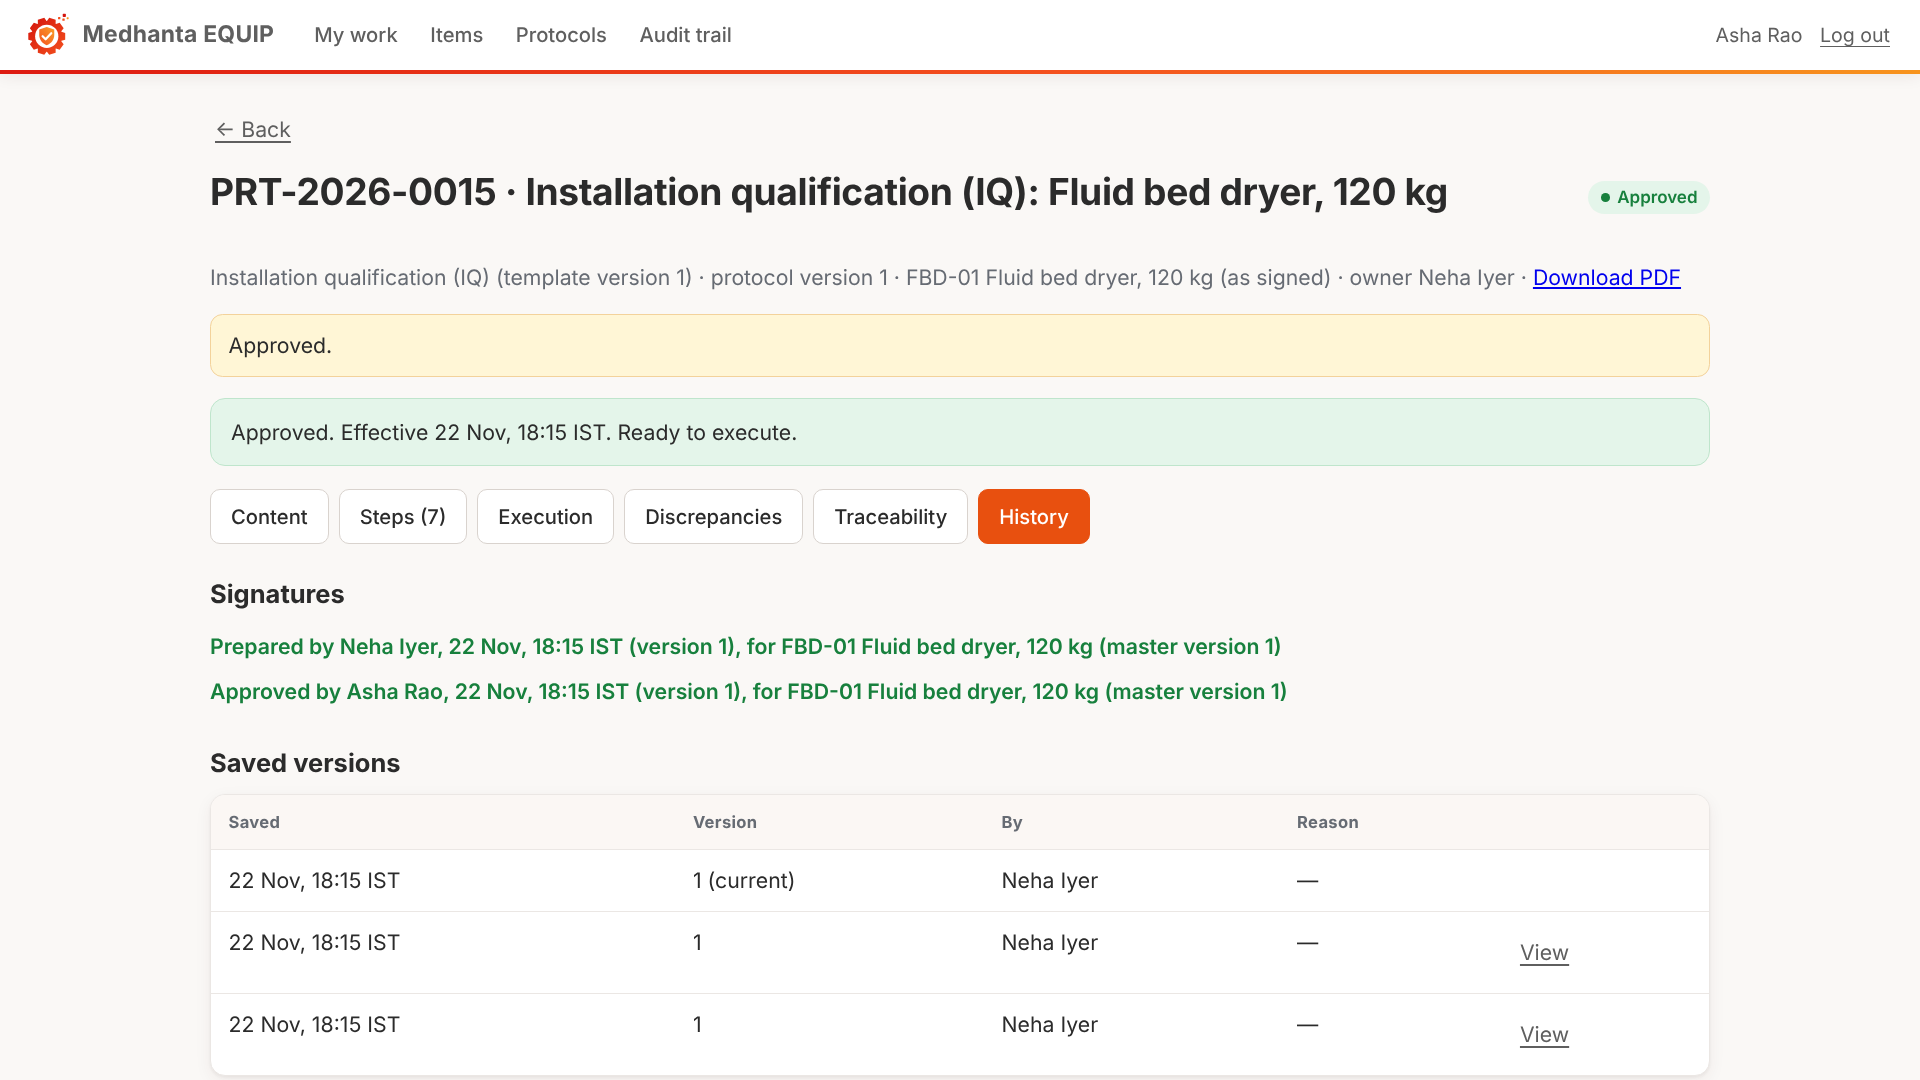 Medhanta EQUIP
My work
Items
Protocols
Audit trail
Asha Rao
Log out
← Back
PRT-2026-0015 · Installation qualification (IQ): Fluid bed dryer, 120 kg
Approved
Installation qualification (IQ) (template version 1) · protocol version 1 · FBD-01 Fluid bed dryer, 120 kg (as signed) · owner Neha Iyer · Download PDF
Approved.
Approved. Effective 22 Nov, 18:15 IST. Ready to execute.
Content
Steps (7)
Execution
Discrepancies
Traceability
History
Signatures
Prepared by Neha Iyer, 22 Nov, 18:15 IST (version 1), for FBD-01 Fluid bed dryer, 120 kg (master version 1)
Approved by Asha Rao, 22 Nov, 18:15 IST (version 1), for FBD-01 Fluid bed dryer, 120 kg (master version 1)
Saved versions
Saved Version By Reason
22 Nov, 18:15 IST 1 (current) Neha Iyer —
22 Nov, 18:15 IST 1 Neha Iyer — View
22 Nov, 18:15 IST 1 Neha Iyer — View